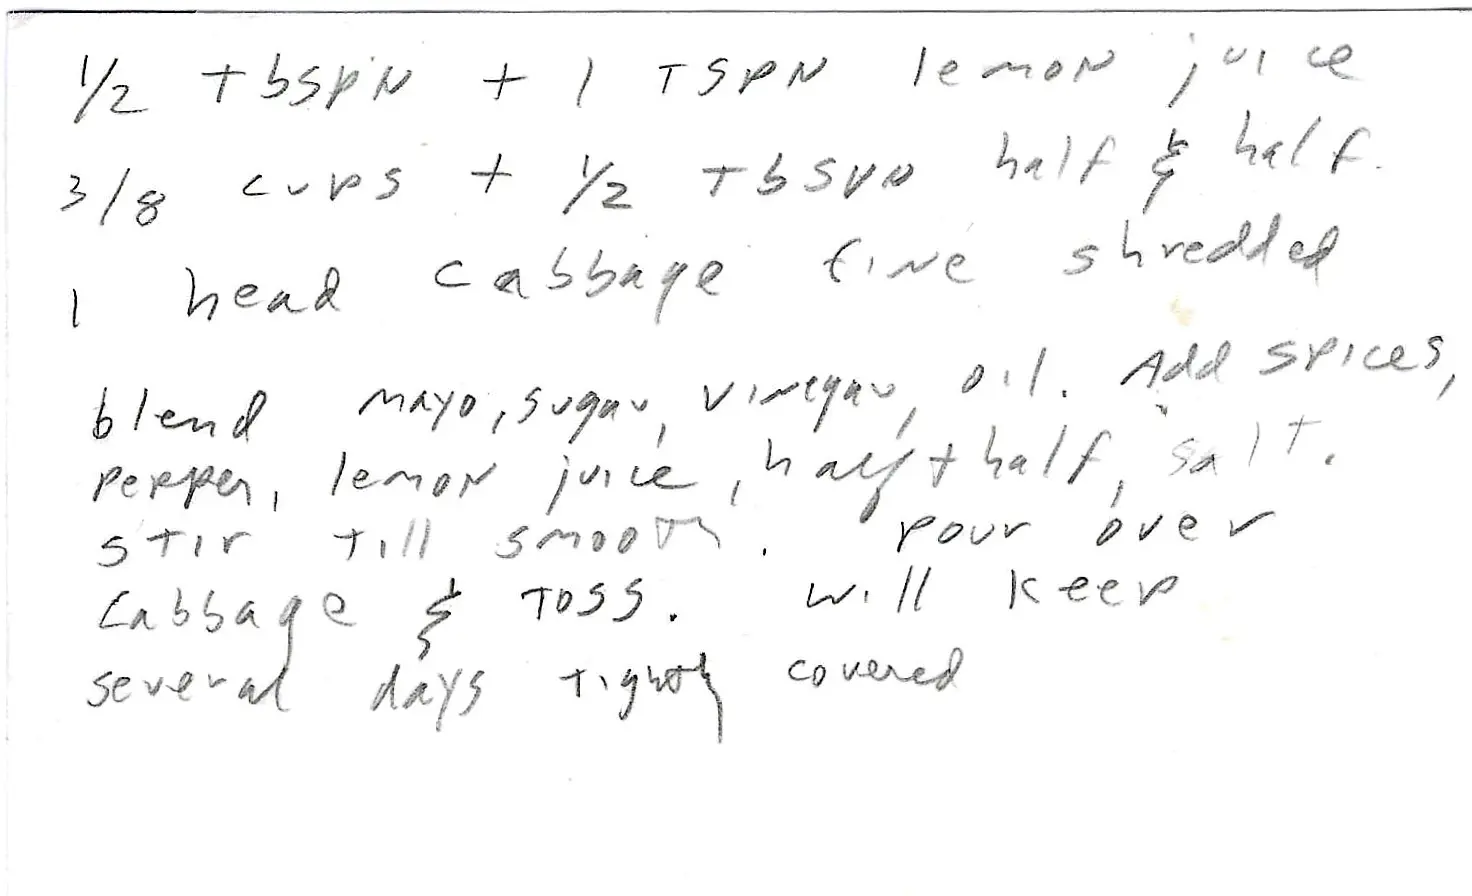 1/2 tbspn + 1 TSPN lemon juice
3/8 cups + 1/2 Tbspn half & half.
1 head cabbage fine shredded
blend mayo, sugar, vinegar, oil. Add spices,
pepper, lemon juice, half + half, salt.
stir till smooth. Pour over
cabbage & toss. will keep
several days tightly covered